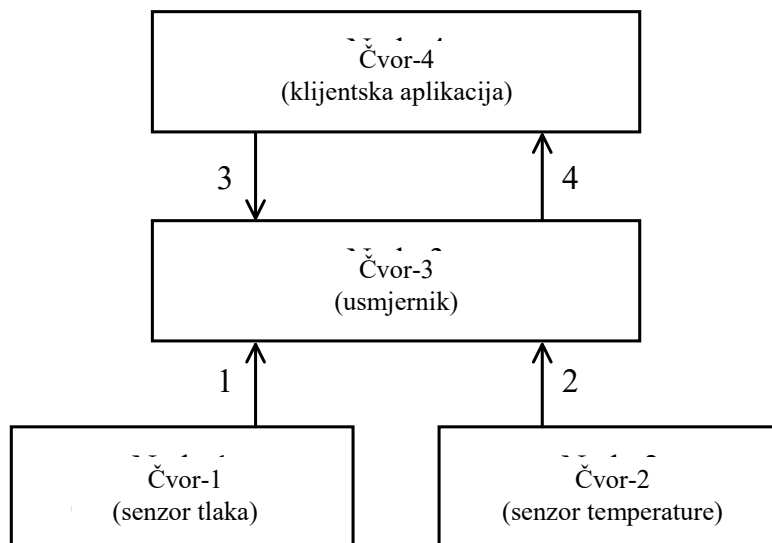 Čvor-4
(klijentska aplikacija)
3
4
Čvor-3
(usmjernik)
1
2
Čvor-1
(senzor tlaka)
Čvor-2
(senzor temperature)